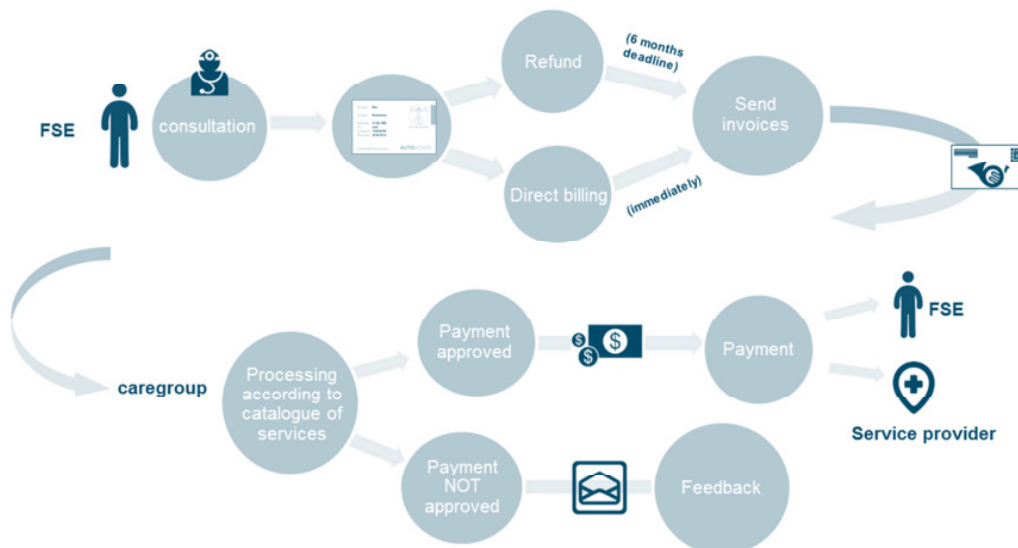 FSE
consultation
AUTOVISION
Refund
(6 months
deadline)
Direct billing
(immediately)
Send
invoices
caregroup
Processing
according to
catalogue of
services
Payment
approved
$
$
$
Payment
FSE
Service provider
Payment
NOT
approved
Feedback